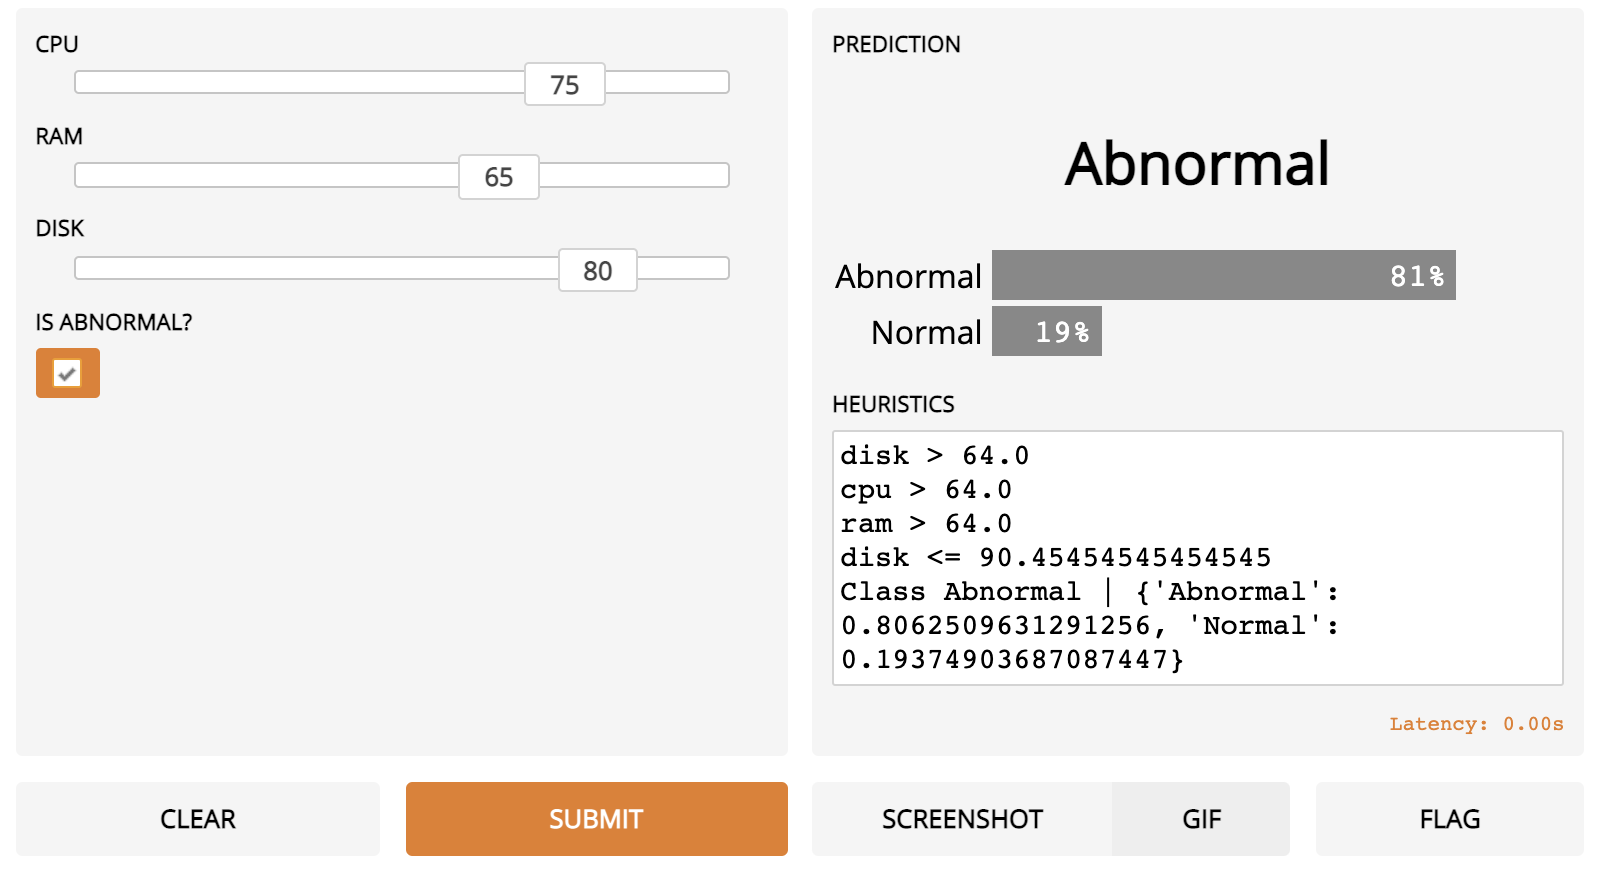 CPU
75
RAM
65
DISK
80
IS ABNORMAL?
CLEAR
SUBMIT
PREDICTION
Abnormal
Abnormal 81%
Normal 19%
HEURISTICS
disk > 64.0
cpu > 64.0
ram > 64.0
disk <= 90.45454545454545
Class Abnormal | {'Abnormal':
0.8062509631291256, 'Normal':
0.19374903687087447}
Latency: 0.00s
SCREENSHOT
GIF
FLAG